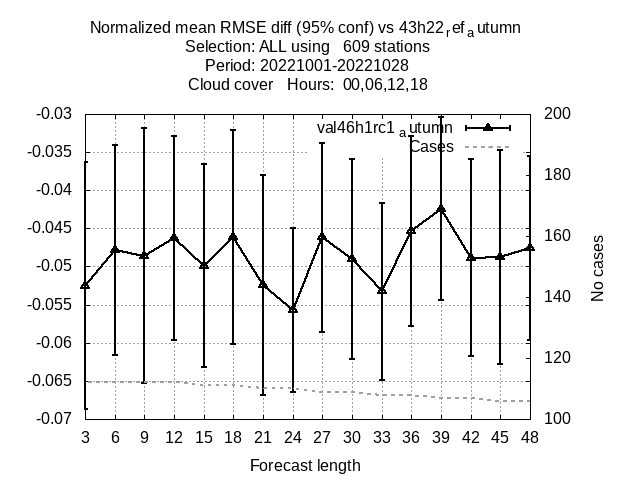 Normalized mean RMSE diff (95% conf) vs 43h22refautumn
Selection: ALL using 609 stations
Period: 20221001-20221028
Cloud cover Hours: 00,06,12,18
val46h1rc1autumn
Cases
-0.03
-0.035
-0.04
-0.045
-0.05
-0.055
-0.06
-0.065
-0.07
200
180
160
140
120
100
No cases
3 6 9 12 15 18 21 24 27 30 33 36 39 42 45 48
Forecast length